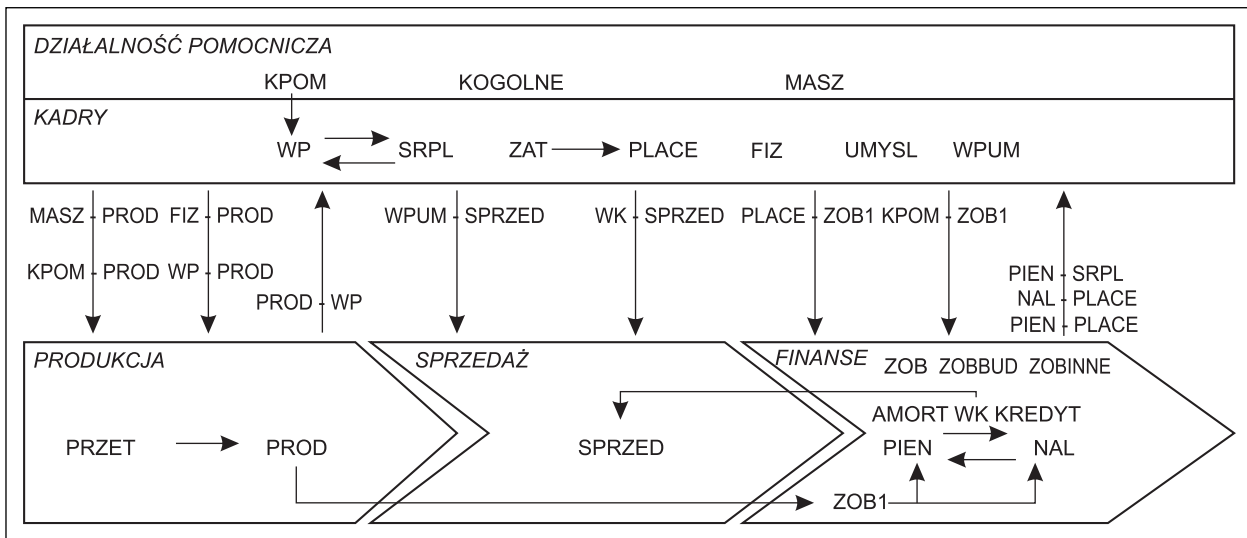 DZIAŁALNOŚĆ POMOCNICZA
KPOM KOGOLNE MASZ
KADRY
WP SRPL ZAT PLACE FIZ UMYSL WPUM
MASZ - PROD FIZ - PROD WPUM - SPRZED WK - SPRZED PLACE - ZOB1 KPOM - ZOB1
KPOM - PROD WP - PROD PIEN - SRPL
PROD - WP NAL - PLACE
PIEN - PLACE
PRODUKCJA SPRZEDAŻ FINANSE
ZOB ZOBBUD ZOBINNE
AMORT WK KREDYT
PRZET PROD SPRZED PIEN NAL
ZOB1